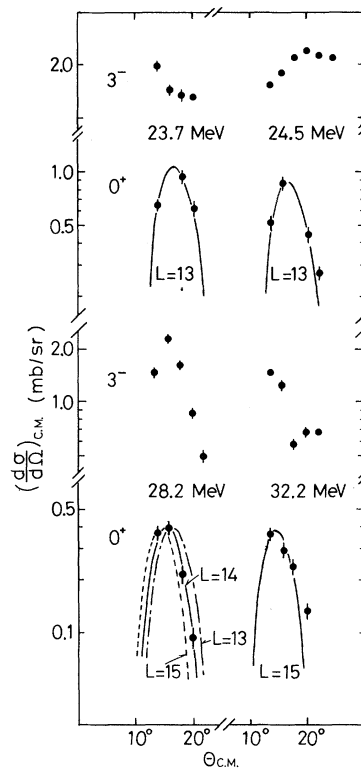 2.0
3⁻
23.7 MeV
24.5 MeV
1.0
0⁺
0.5
L=13
L=13
(dσ/dΩ)C.M. (mb/sr)
3⁻
2.0
1.0
28.2 MeV
32.2 MeV
0.5
0⁺
L=14
0.1
L=13
L=15
L=15
10°
20°
10°
20°
ΘC.M.